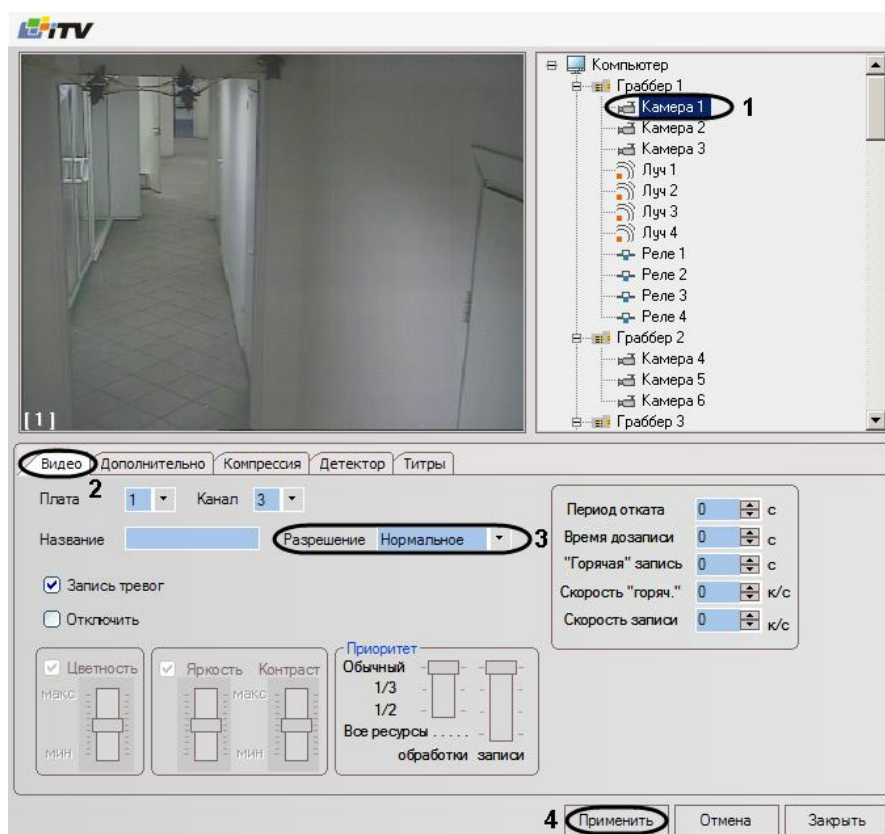 iTV
Компьютер
Граббер 1
Камера 1
1
Камера 2
Камера 3
Луч 1
Луч 2
Луч 3
Луч 4
Реле 1
Реле 2
Реле 3
Реле 4
Граббер 2
Камера 4
Камера 5
Камера 6
Граббер 3
[1]
Видео Дополнительно Компрессия Детектор Титры
2
Плата 1 Канал 3
Название Разрешение Нормальное 3
Запись тревог
Отключить
Период отката 0 с
Время дозаписи 0 с
"Горячая" запись 0 с
Скорость "горяч." 0 к/с
Скорость записи 0 к/с
Цветность
макс
мин
Яркость Контраст
макс
мин
Приоритет
Обычный
1/3
1/2
Все ресурсы .....
обработки записи
4 Применить Отмена Закрыть